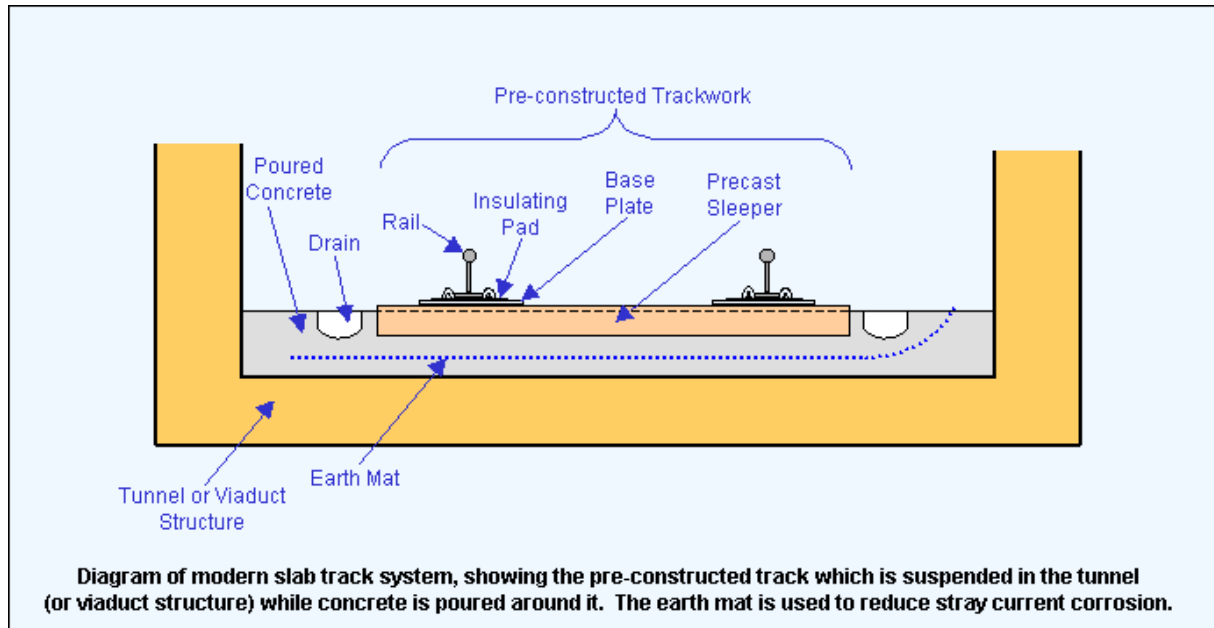 Pre-constructed Trackwork
Poured
Concrete
Drain
Rail
Insulating
Pad
Base
Plate
Precast
Sleeper
Earth Mat
Tunnel or Viaduct
Structure
Diagram of modern slab track system, showing the pre-constructed track which is suspended in the tunnel
(or viaduct structure) while concrete is poured around it. The earth mat is used to reduce stray current corrosion.